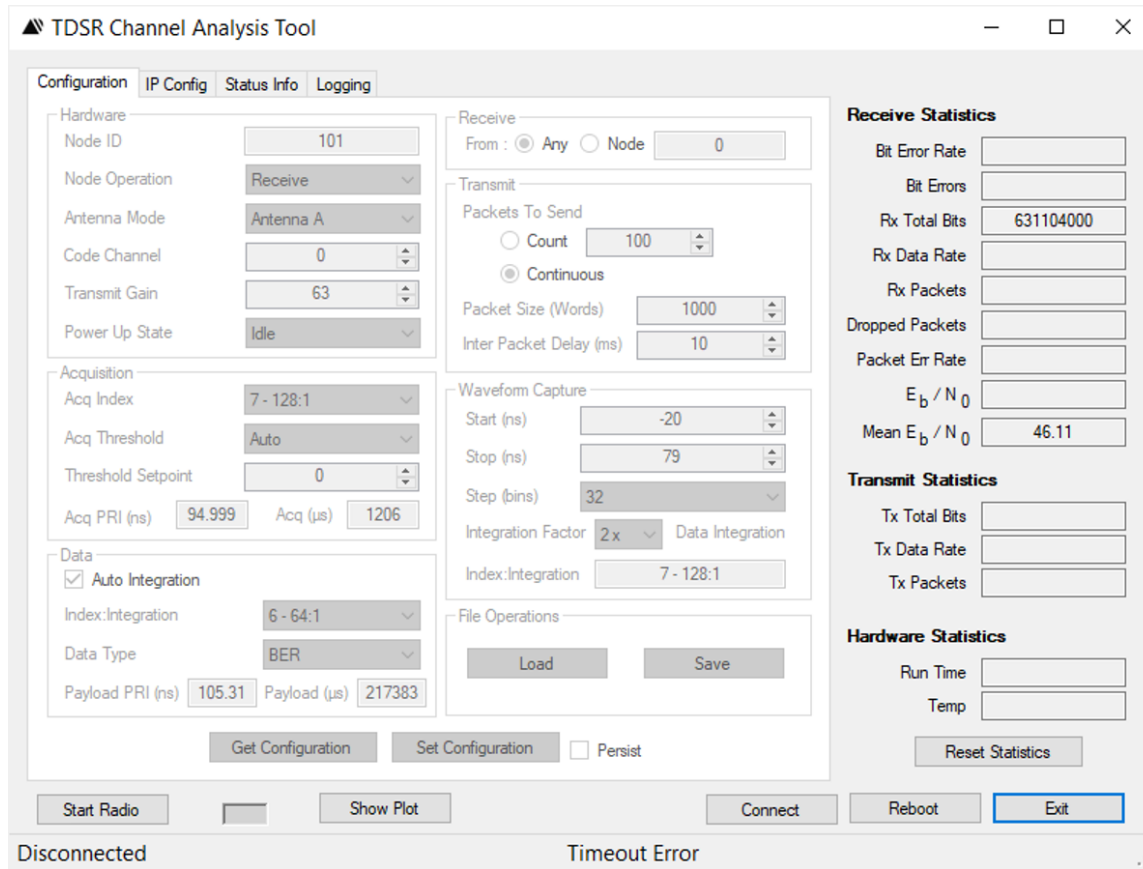 TDSR Channel Analysis Tool
Configuration IP Config Status Info Logging
Hardware
Node ID 101
Node Operation Receive
Antenna Mode Antenna A
Code Channel 0
Transmit Gain 63
Power Up State Idle
Acquisition
Acq Index 7 - 128:1
Acq Threshold Auto
Threshold Setpoint 0
Acq PRI (ns) 94.999 Acq (µs) 1206
Data
Auto Integration
Index:Integration 6 - 64:1
Data Type BER
Payload PRI (ns) 105.31 Payload (µs) 217383
Receive
From : Any Node 0
Transmit
Packets To Send
Count 100
Continuous
Packet Size (Words) 1000
Inter Packet Delay (ms) 10
Waveform Capture
Start (ns) -20
Stop (ns) 79
Step (bins) 32
Integration Factor 2 x Data Integration
Index:Integration 7 - 128:1
File Operations
Load Save
Get Configuration Set Configuration Persist
Receive Statistics
Bit Error Rate
Bit Errors
Rx Total Bits 631104000
Rx Data Rate
Rx Packets
Dropped Packets
Packet Err Rate
E b / N 0
Mean E b / N 0 46.11
Transmit Statistics
Tx Total Bits
Tx Data Rate
Tx Packets
Hardware Statistics
Run Time
Temp
Reset Statistics
Start Radio Show Plot Connect Reboot Exit
Disconnected Timeout Error